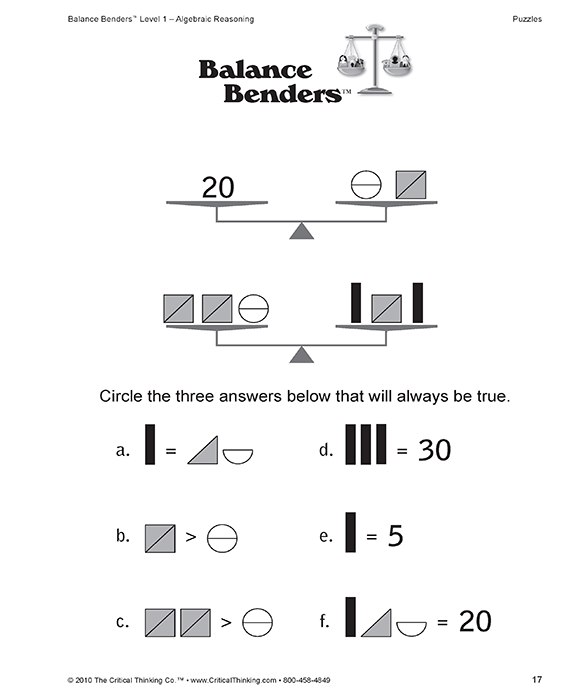 Balance Benders™ Level 1 – Algebraic Reasoning Puzzles
Balance
Benders™
20
Circle the three answers below that will always be true.
a. = d. = 30
b. > e. = 5
c. > f. = 20
© 2010 The Critical Thinking Co.™ • www.CriticalThinking.com • 800-458-4849 17